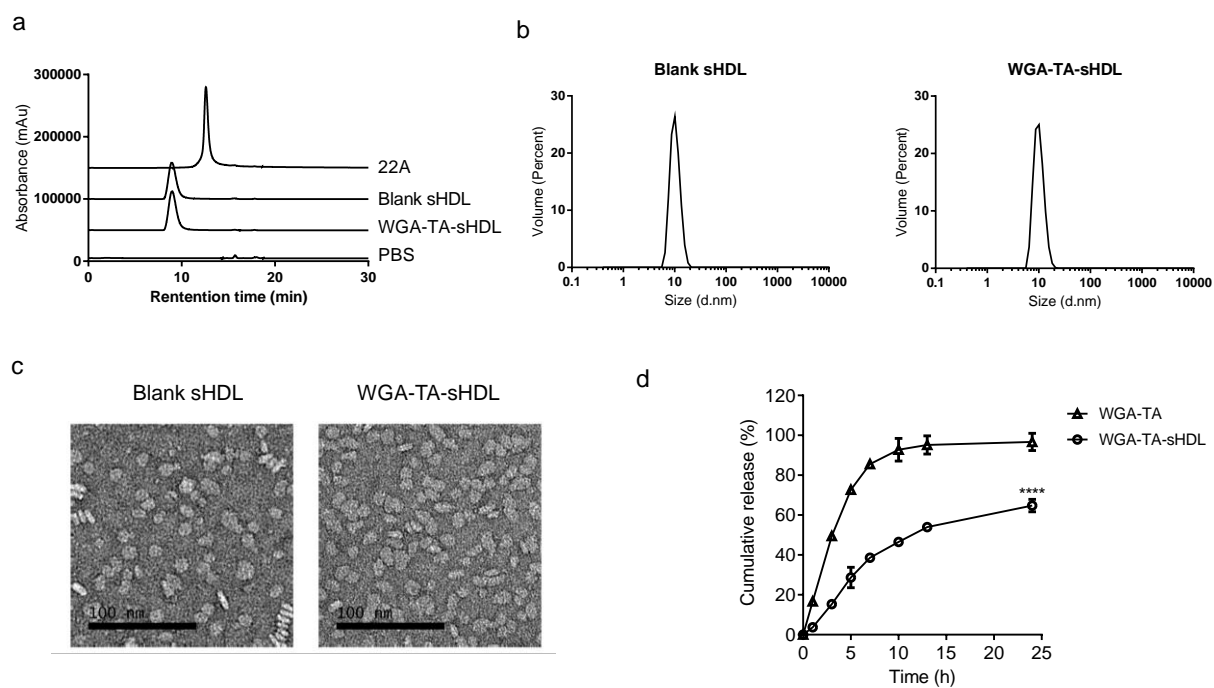 a
300000
200000
100000
0
Absorbance (mAu)
22A
Blank sHDL
WGA-TA-sHDL
PBS
0 10 20 30
Rentention time (min)
b
Blank sHDL
30
20
10
0
Volume (Percent)
0.1 1 10 100 1000 10000
Size (d.nm)
WGA-TA-sHDL
30
20
10
0
Volume (Percent)
0.1 1 10 100 1000 10000
Size (d.nm)
c
Blank sHDL
100 nm
WGA-TA-sHDL
100 nm
d
120
100
80
60
40
20
0
Cumulative release (%)
WGA-TA
WGA-TA-sHDL
****
0 5 10 15 20 25
Time (h)